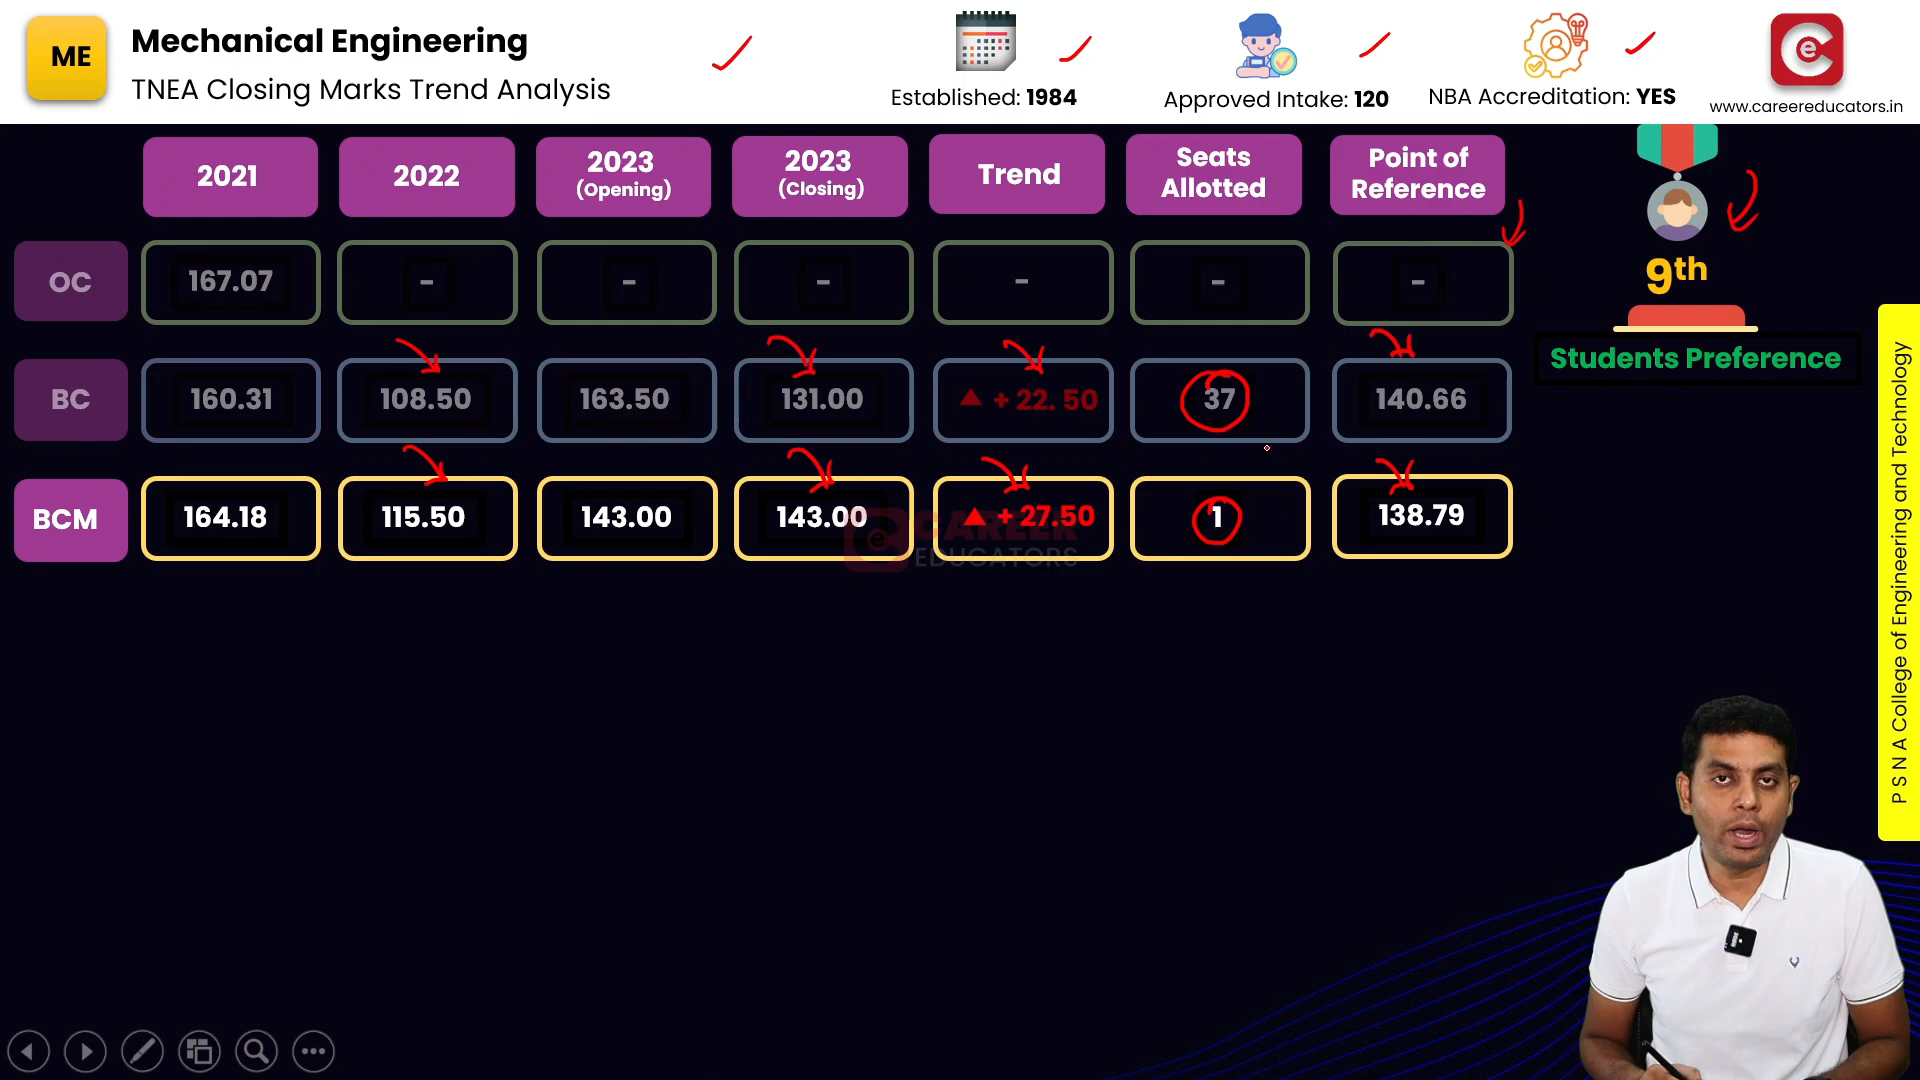 ME
Mechanical Engineering
TNEA Closing Marks Trend Analysis
Established: 1984
Approved Intake: 120
NBA Accreditation: YES
e
www.careereducators.in
2021
2022
2023
(Opening)
2023
(Closing)
Trend
Seats
Allotted
Point of
Reference
OC
167.07
-
-
-
-
-
-
BC
160.31
108.50
163.50
131.00
+ 22. 50
37
140.66
BCM
164.18
115.50
143.00
143.00
+ 27.50
1
138.79
CAREER
EDUCATORS
9th
Students Preference
P S N A College of Engineering and Technology